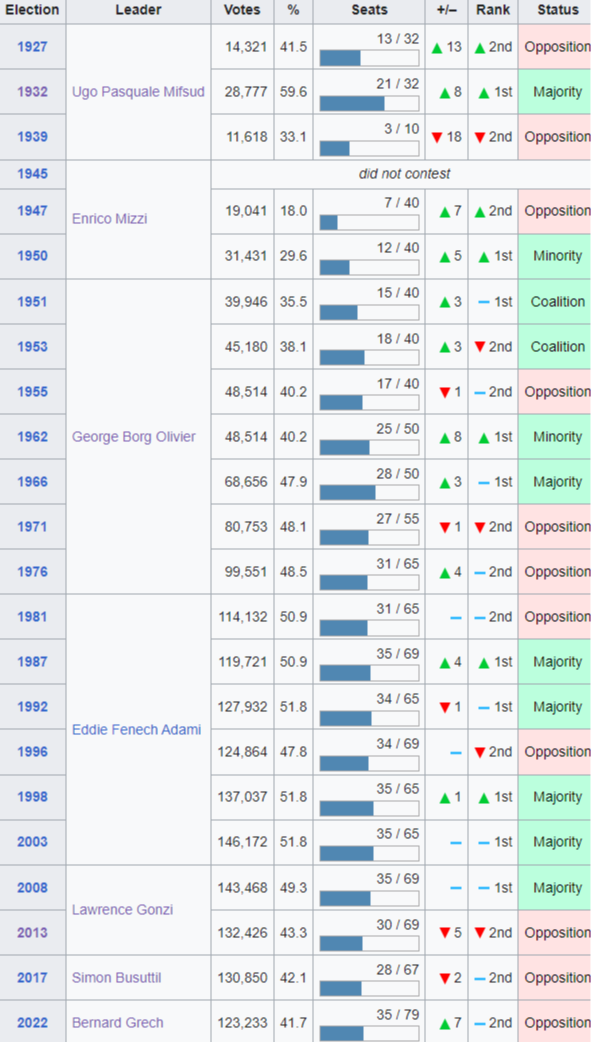 Election Leader Votes % Seats +/– Rank Status
1927 Ugo Pasquale Mifsud 14,321 41.5 13 / 32 ▲ 13 ▲ 2nd Opposition
1932 28,777 59.6 21 / 32 ▲ 8 ▲ 1st Majority
1939 11,618 33.1 3 / 10 ▼ 18 ▼ 2nd Opposition
1945 Enrico Mizzi did not contest
1947 19,041 18.0 7 / 40 ▲ 7 ▲ 2nd Opposition
1950 31,431 29.6 12 / 40 ▲ 5 ▲ 1st Minority
1951 George Borg Olivier 39,946 35.5 15 / 40 ▲ 3 – 1st Coalition
1953 45,180 38.1 18 / 40 ▲ 3 ▼ 2nd Coalition
1955 48,514 40.2 17 / 40 ▼ 1 – 2nd Opposition
1962 48,514 40.2 25 / 50 ▲ 8 ▲ 1st Minority
1966 68,656 47.9 28 / 50 ▲ 3 – 1st Majority
1971 80,753 48.1 27 / 55 ▼ 1 ▼ 2nd Opposition
1976 99,551 48.5 31 / 65 ▲ 4 – 2nd Opposition
1981 Eddie Fenech Adami 114,132 50.9 31 / 65 – – 2nd Opposition
1987 119,721 50.9 35 / 69 ▲ 4 ▲ 1st Majority
1992 127,932 51.8 34 / 65 ▼ 1 – 1st Majority
1996 124,864 47.8 34 / 69 – ▼ 2nd Opposition
1998 137,037 51.8 35 / 65 ▲ 1 ▲ 1st Majority
2003 146,172 51.8 35 / 65 – – 1st Majority
2008 Lawrence Gonzi 143,468 49.3 35 / 69 – – 1st Majority
2013 132,426 43.3 30 / 69 ▼ 5 ▼ 2nd Opposition
2017 Simon Busuttil 130,850 42.1 28 / 67 ▼ 2 – 2nd Opposition
2022 Bernard Grech 123,233 41.7 35 / 79 ▲ 7 – 2nd Opposition